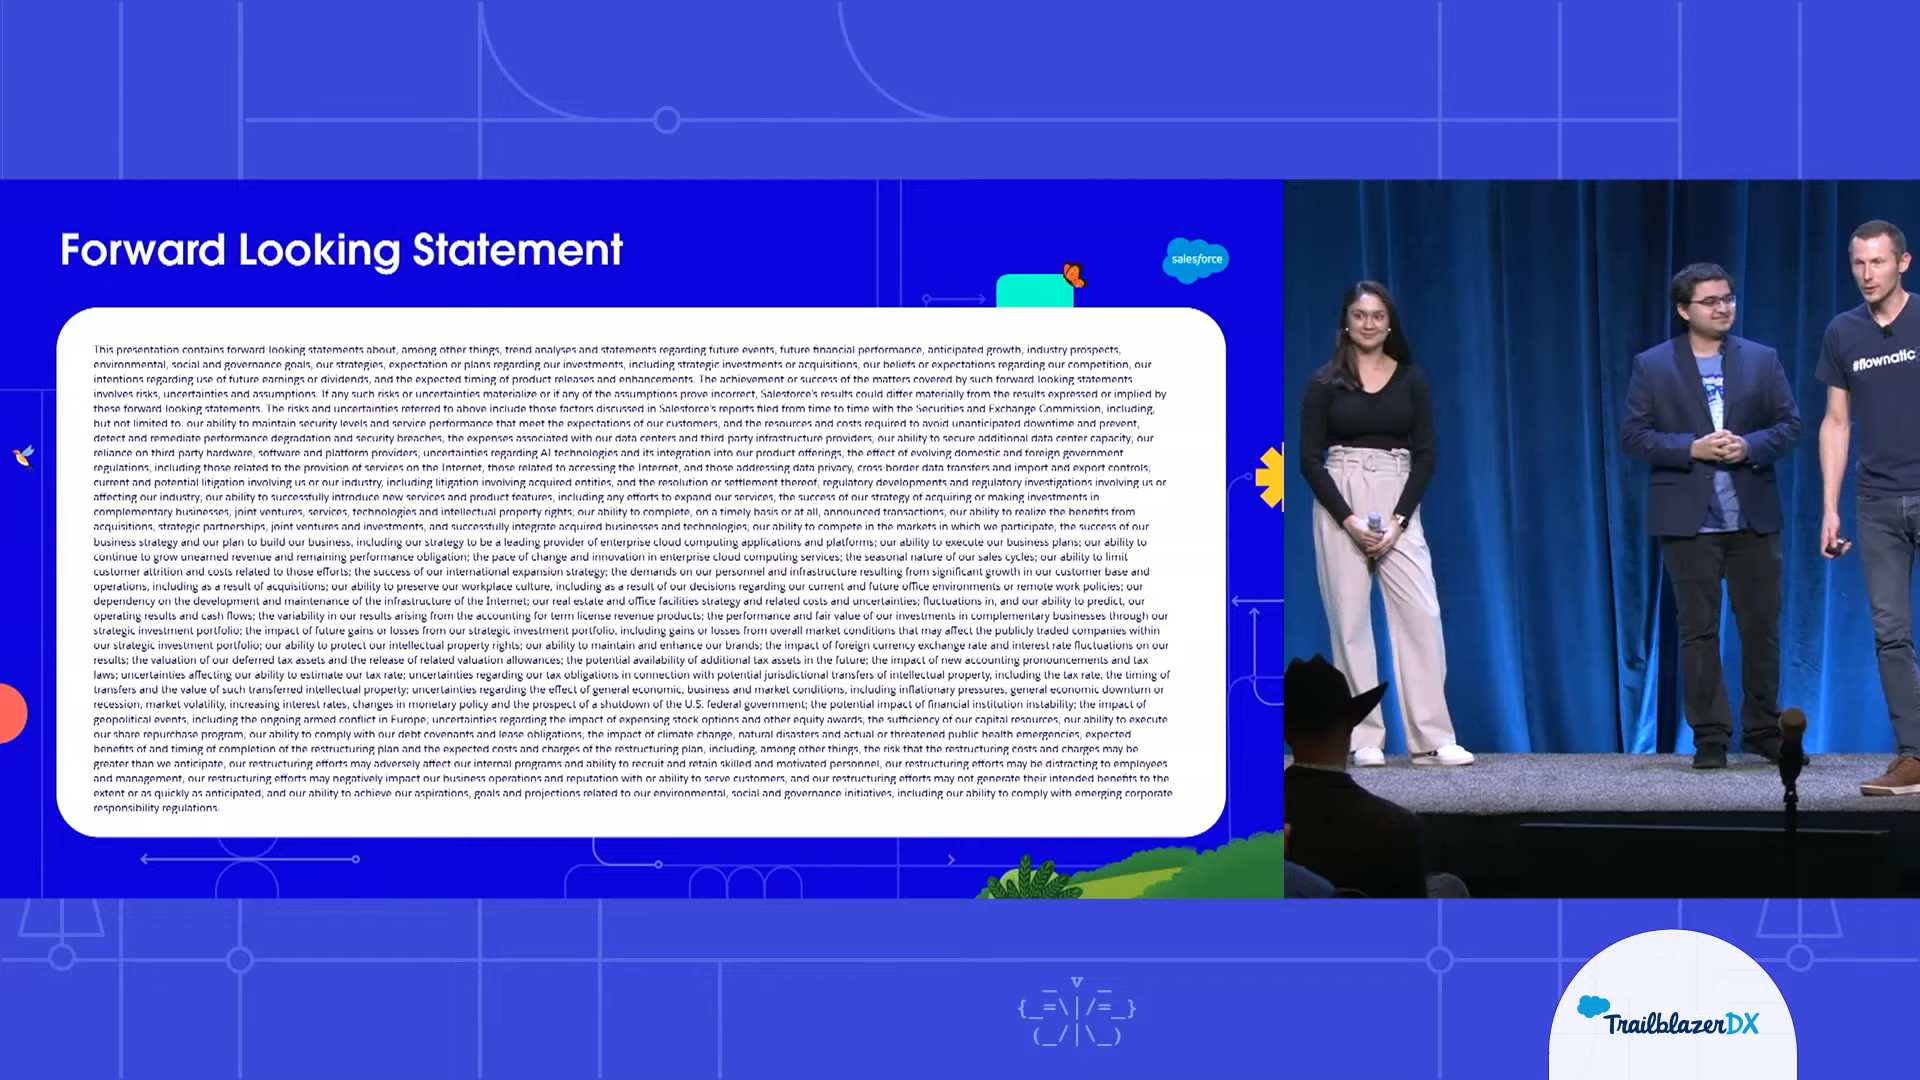 Forward Looking Statement
salesforce
This presentation contains forward-looking statements about, among other things, trend analyses and statements regarding future events, future financial performance, anticipated growth, industry prospects,
environmental, social and governance goals, our strategies, expectation or plans regarding our investments, including strategic investments or acquisitions, our beliefs or expectations regarding our competition, our
intentions regarding use of future earnings or dividends, and the expected timing of product releases and enhancements. The achievement or success of the matters covered by such forward-looking statements
involves risks, uncertainties and assumptions. If any such risks or uncertainties materialize or if any of the assumptions prove incorrect, Salesforce's results could differ materially from the results expressed or implied by
these forward-looking statements. The risks and uncertainties referred to above include those factors discussed in Salesforce's reports filed from time to time with the Securities and Exchange Commission, including,
but not limited to: our ability to maintain security levels and service performance that meet the expectations of our customers, and the resources and costs required to avoid unanticipated downtime and prevent,
detect and remediate performance degradation and security breaches; the expenses associated with our data centers and third-party infrastructure providers; our ability to secure additional data center capacity; our
reliance on third-party hardware, software and platform providers; uncertainties regarding AI technologies and its integration into our product offerings; the effect of evolving domestic and foreign government
regulations, including those related to the provision of services on the Internet, those related to accessing the Internet, and those addressing data privacy, cross-border data transfers and import and export controls;
current and potential litigation involving us or our industry, including litigation involving acquired entities, and the resolution or settlement thereof; regulatory developments and regulatory investigations involving us or
affecting our industry; our ability to successfully introduce new services and product features, including any efforts to expand our services; the success of our strategy of acquiring or making investments in
complementary businesses, joint ventures, services, technologies and intellectual property rights; our ability to complete, on a timely basis or at all, announced transactions; our ability to realize the benefits from
acquisitions, strategic partnerships, joint ventures and investments, and successfully integrate acquired businesses and technologies; our ability to compete in the markets in which we participate; the success of our
business strategy and our plan to build our business, including our strategy to be a leading provider of enterprise cloud computing applications and platforms; our ability to execute our business plans; our ability to
continue to grow unearned revenue and remaining performance obligation; the pace of change and innovation in enterprise cloud computing services; the seasonal nature of our sales cycles; our ability to limit
customer attrition and costs related to those efforts; the success of our international expansion strategy; the demands on our personnel and infrastructure resulting from significant growth in our customer base and
operations, including as a result of acquisitions; our ability to preserve our workplace culture, including as a result of our decisions regarding our current and future office environments or remote work policies; our
dependency on the development and maintenance of the infrastructure of the Internet; our real estate and office facilities strategy and related costs and uncertainties; fluctuations in, and our ability to predict, our
operating results and cash flows; the variability in our results arising from the accounting for term license revenue products; the performance and fair value of our investments in complementary businesses through our
strategic investment portfolio; the impact of future gains or losses from our strategic investment portfolio, including gains or losses from overall market conditions that may affect the publicly traded companies within
our strategic investment portfolio; our ability to protect our intellectual property rights; our ability to maintain and enhance our brands; the impact of foreign currency exchange rate and interest rate fluctuations on our
results; the valuation of our deferred tax assets and the release of related valuation allowances; the potential availability of additional tax assets in the future; the impact of new accounting pronouncements and tax
laws; uncertainties affecting our ability to estimate our tax rate; uncertainties regarding our tax obligations in connection with potential jurisdictional transfers of intellectual property, including the tax rate, the timing of
transfers and the value of such transferred intellectual property; uncertainties regarding the effect of general economic, business and market conditions, including inflationary pressures, general economic downturn or
recession, market volatility, increasing interest rates, changes in monetary policy and the prospect of a shutdown of the U.S. federal government; the potential impact of financial institution instability; the impact of
geopolitical events, including the ongoing armed conflict in Europe; uncertainties regarding the impact of expensing stock options and other equity awards; the sufficiency of our capital resources; our ability to execute
our share repurchase program; our ability to comply with our debt covenants and lease obligations; the impact of climate change, natural disasters and actual or threatened public health emergencies; expected
benefits of and timing of completion of the restructuring plan and the expected costs and charges of the restructuring plan, including, among other things, the risk that the restructuring costs and charges may be
greater than we anticipate, our restructuring efforts may adversely affect our internal programs and ability to recruit and retain skilled and motivated personnel, our restructuring efforts may be distracting to employees
and management, our restructuring efforts may negatively impact our business operations and reputation with or ability to serve customers, and our restructuring efforts may not generate their intended benefits to the
extent or as quickly as anticipated; and our ability to achieve our aspirations, goals and projections related to our environmental, social and governance initiatives, including our ability to comply with emerging corporate
responsibility regulations.
#flownatic
TrailblazerDX